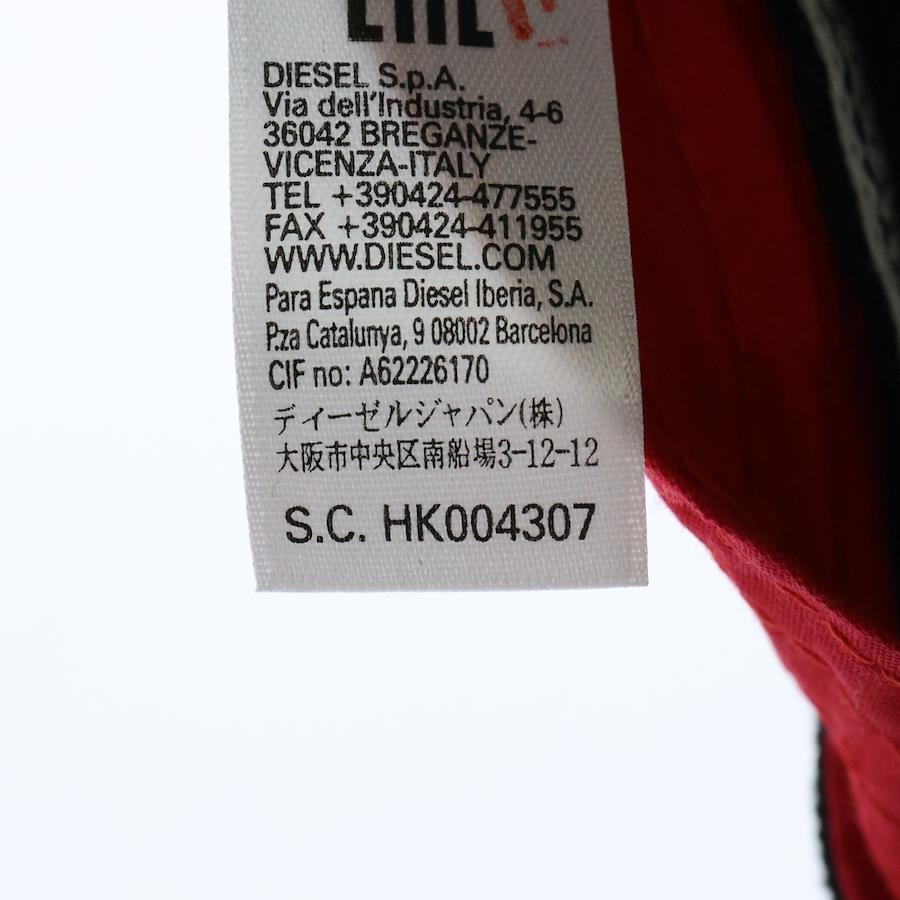 DIESEL S.p.A.
Via dell'Industria, 4-6
36042 BREGANZE-
VICENZA-ITALY
TEL +390424-477555
FAX +390424-411955
WWW.DIESEL.COM
Para Espana Diesel Iberia, S.A.
P.za Catalunya, 9 08002 Barcelona
CIF no: A62226170
ディーゼルジャパン(株)
大阪市中央区南船場3-12-12
S.C. HK004307